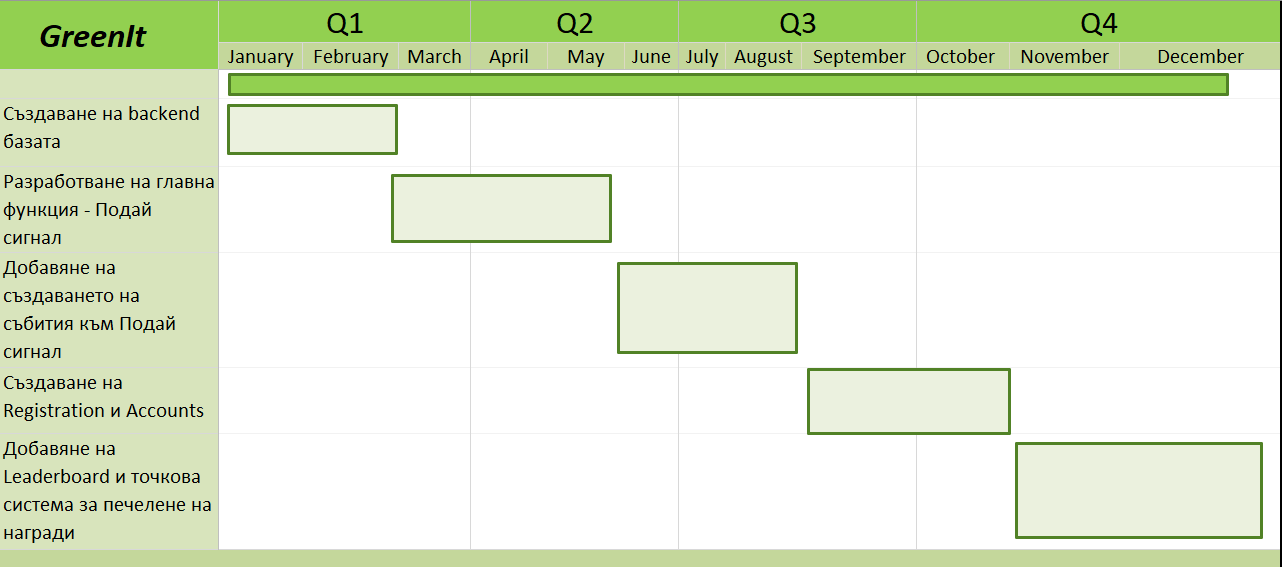 GreenIt
Q1 Q2 Q3 Q4
January February March April May June July August September October November December
Създаване на backend
базата
Разработване на главна
функция - Подай
сигнал
Добавяне на
създаването на
събития към Подай
сигнал
Създаване на
Registration и Accounts
Добавяне на
Leaderboard и точкова
система за печелене на
награди